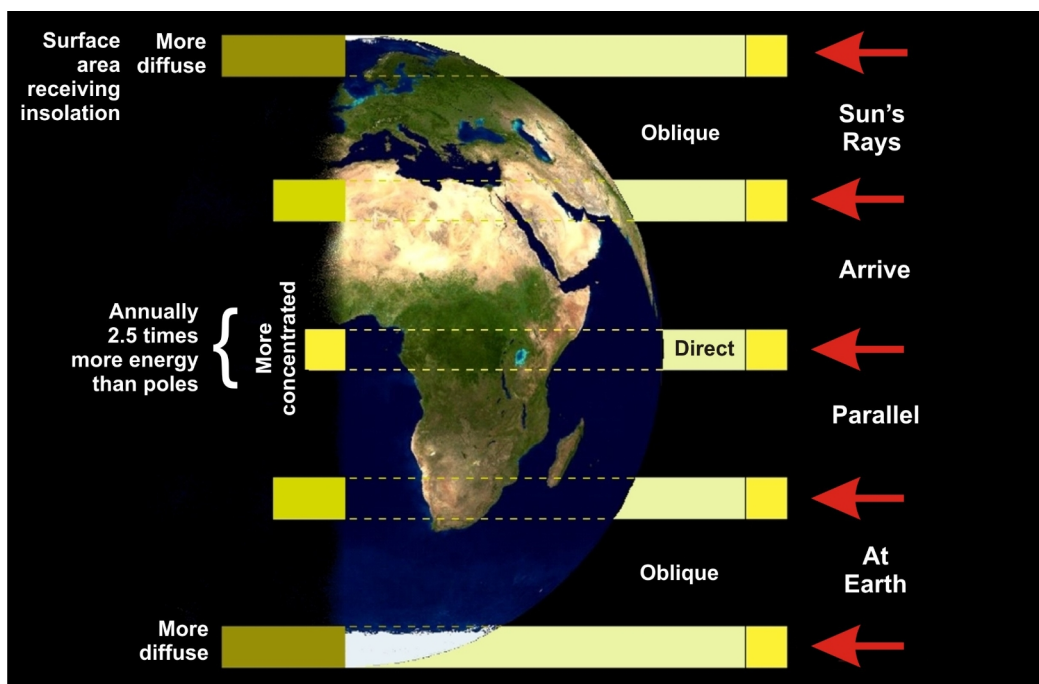 Surface
area
receiving
insolation
More
diffuse
Oblique
Sun's
Rays
Arrive
Annually
2.5 times
more energy
than poles
{
More
concentrated
Direct
Parallel
Oblique
At
Earth
More
diffuse